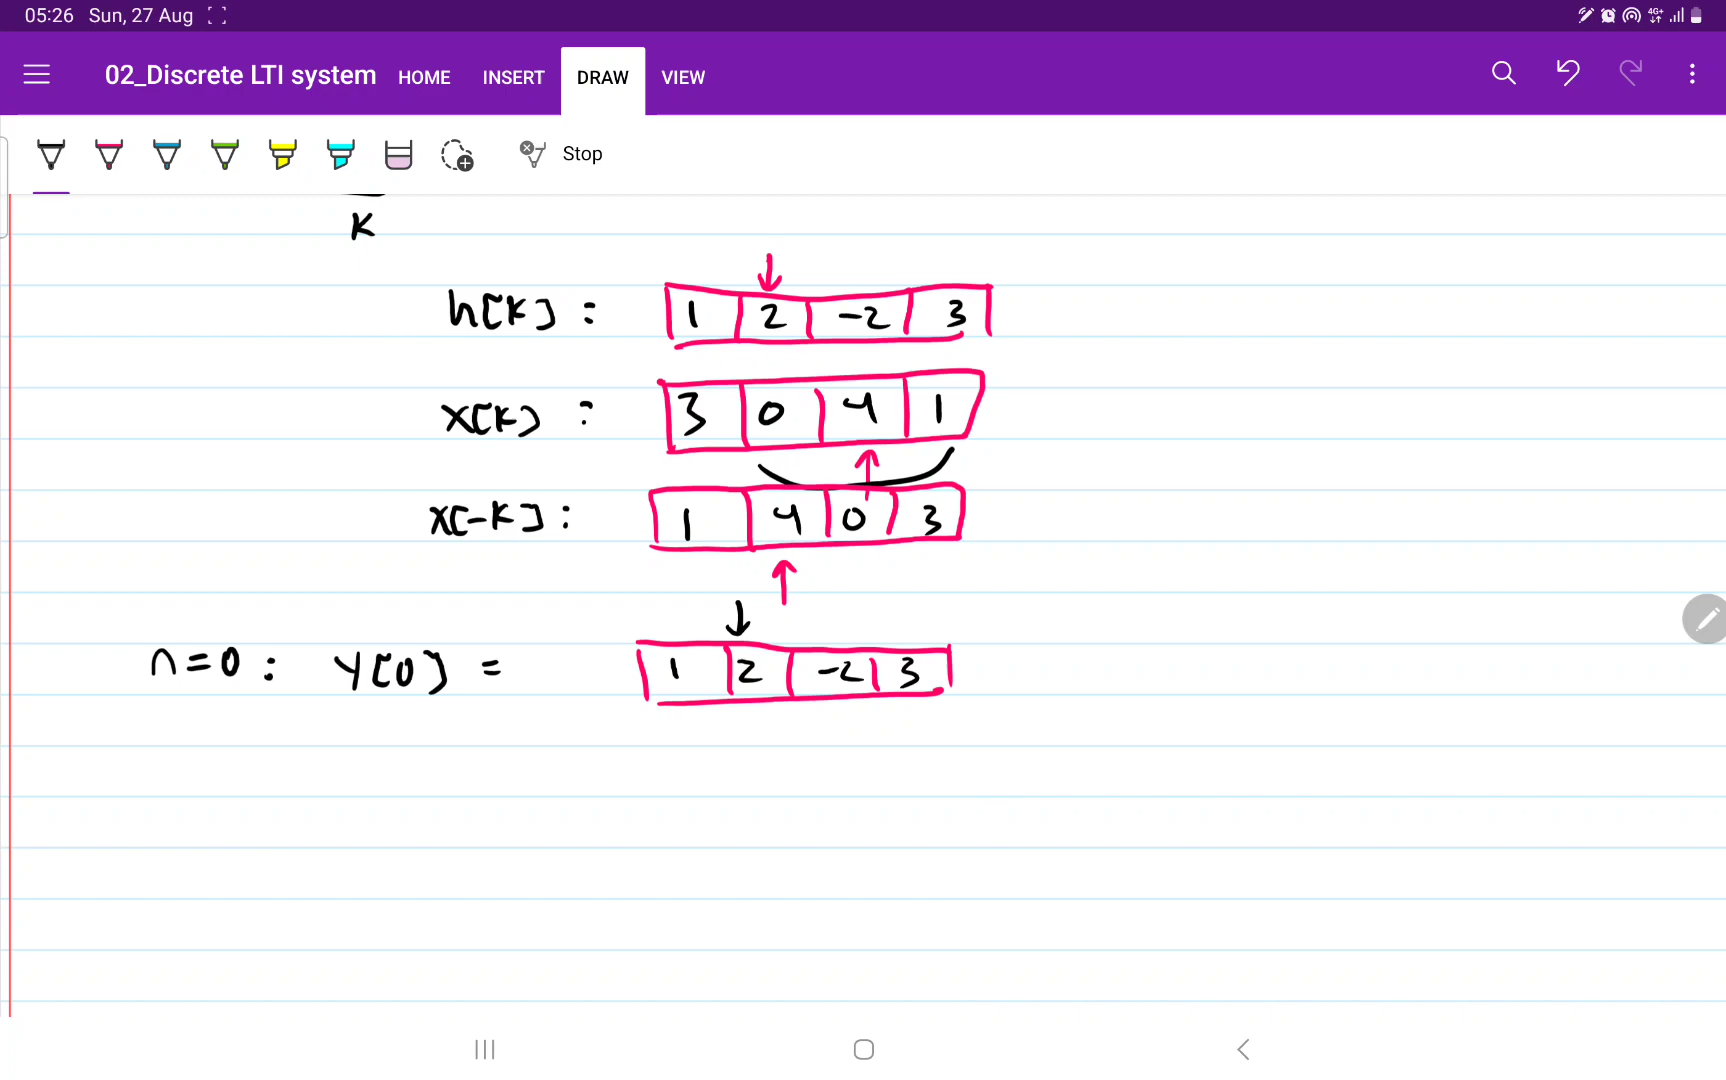 05:26 Sun, 27 Aug 4G+
02_Discrete LTI system HOME INSERT DRAW VIEW
Stop
K
h[K] : 1 2 -2 3
x[K] : 3 0 4 1
x[-K] : 1 4 0 3
n=0 : y[0] = 1 2 -2 3